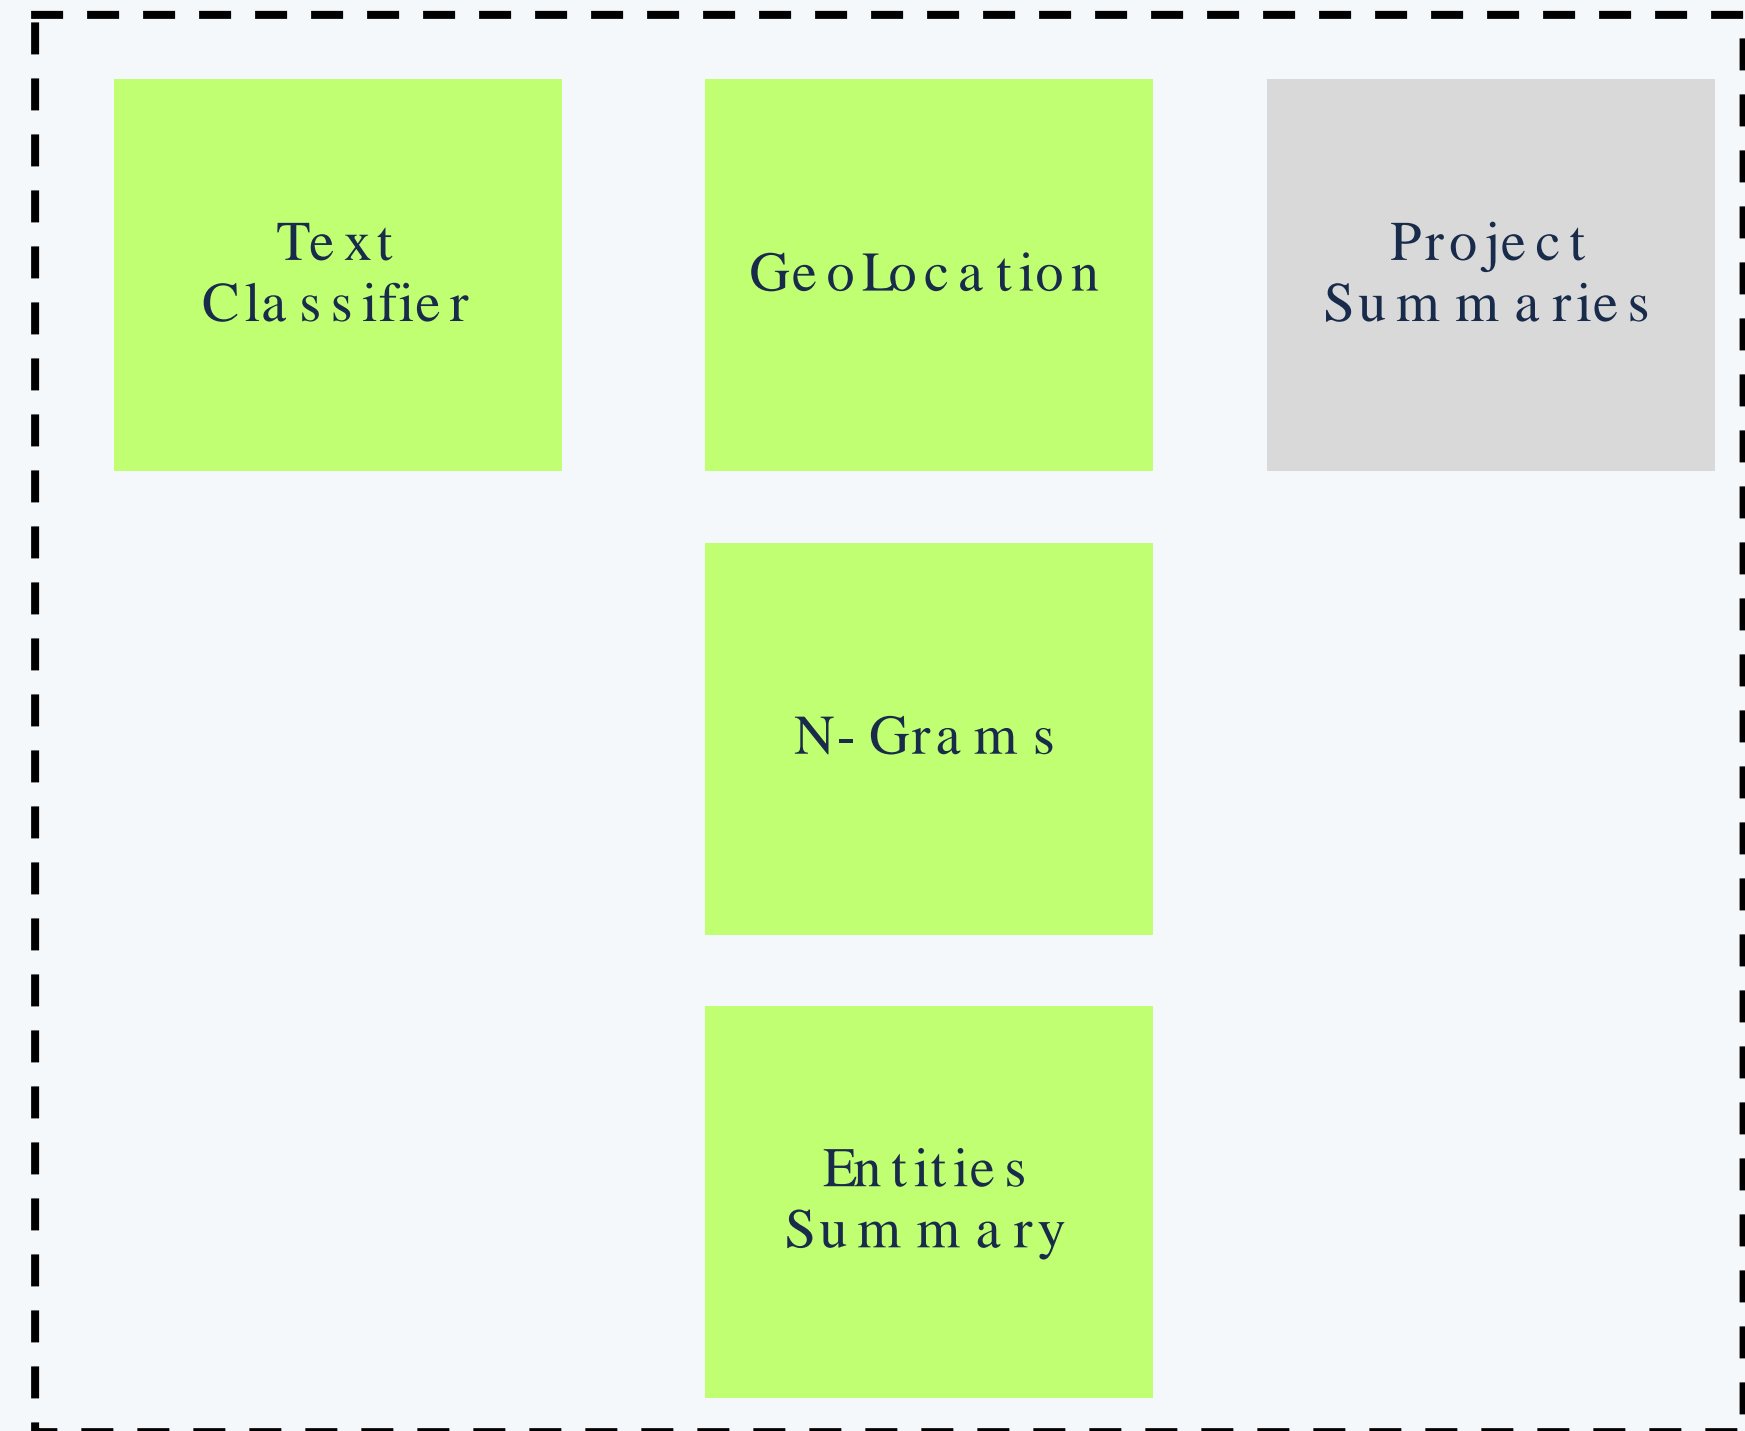 Text
Classifier
GeoLocation
Project
Summaries
N-Grams
Entities
Summary